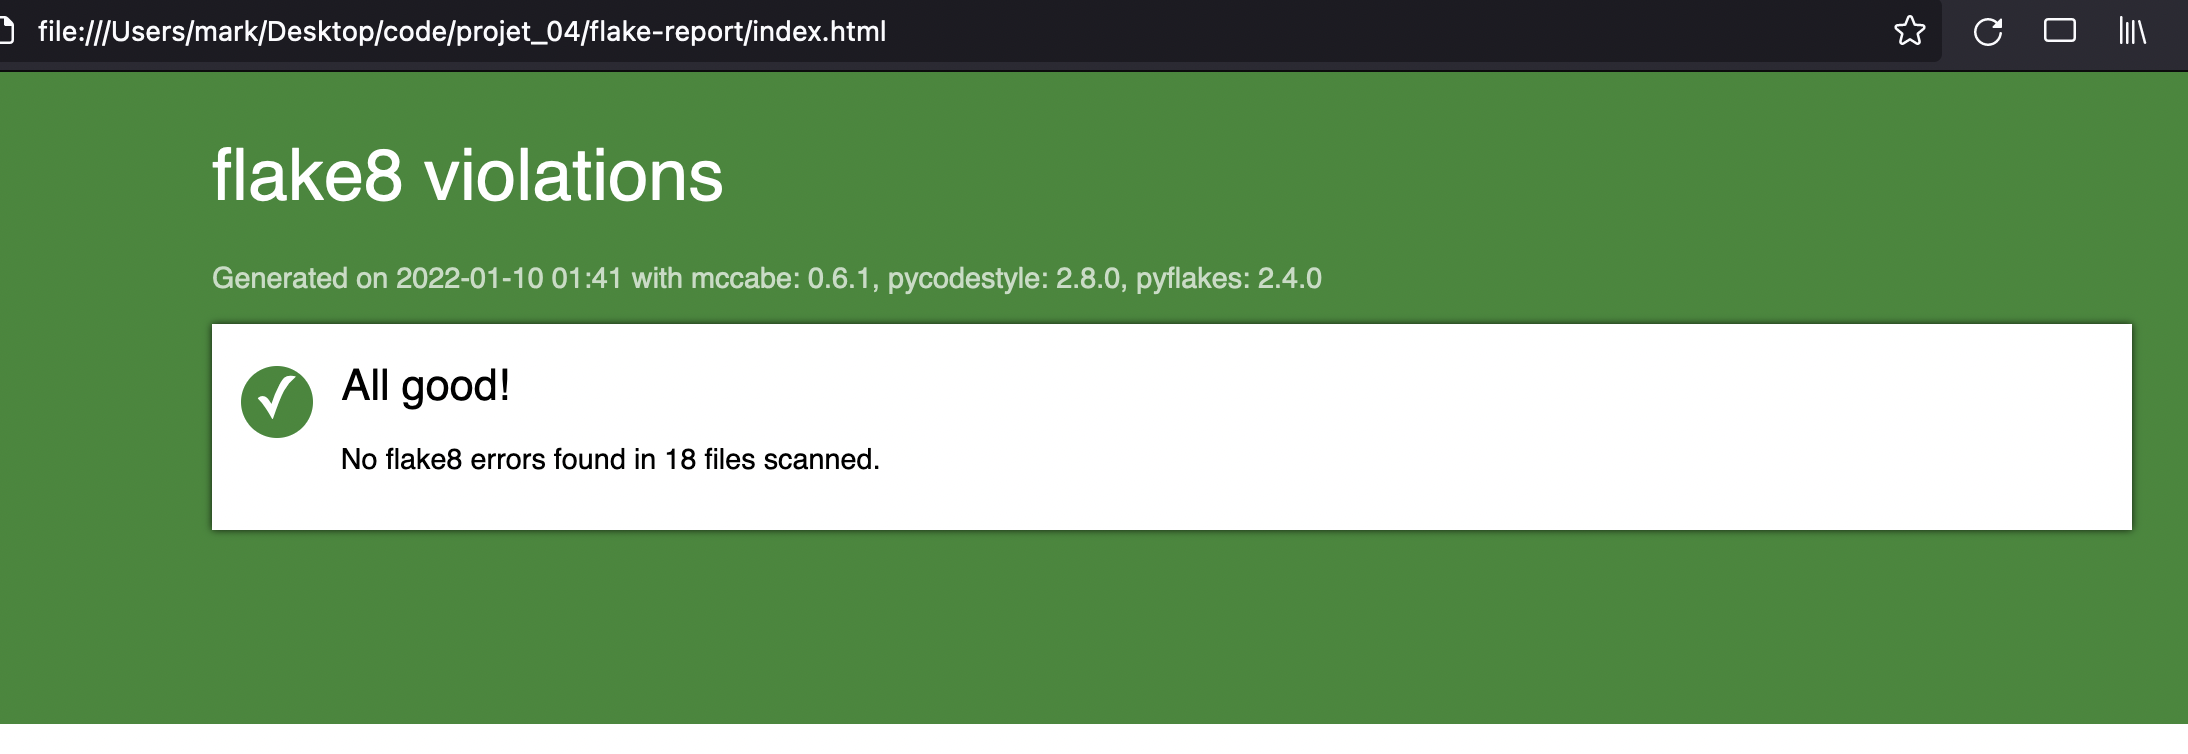 file:///Users/mark/Desktop/code/projet_04/flake-report/index.html
flake8 violations
Generated on 2022-01-10 01:41 with mccabe: 0.6.1, pycodestyle: 2.8.0, pyflakes: 2.4.0
All good!
No flake8 errors found in 18 files scanned.